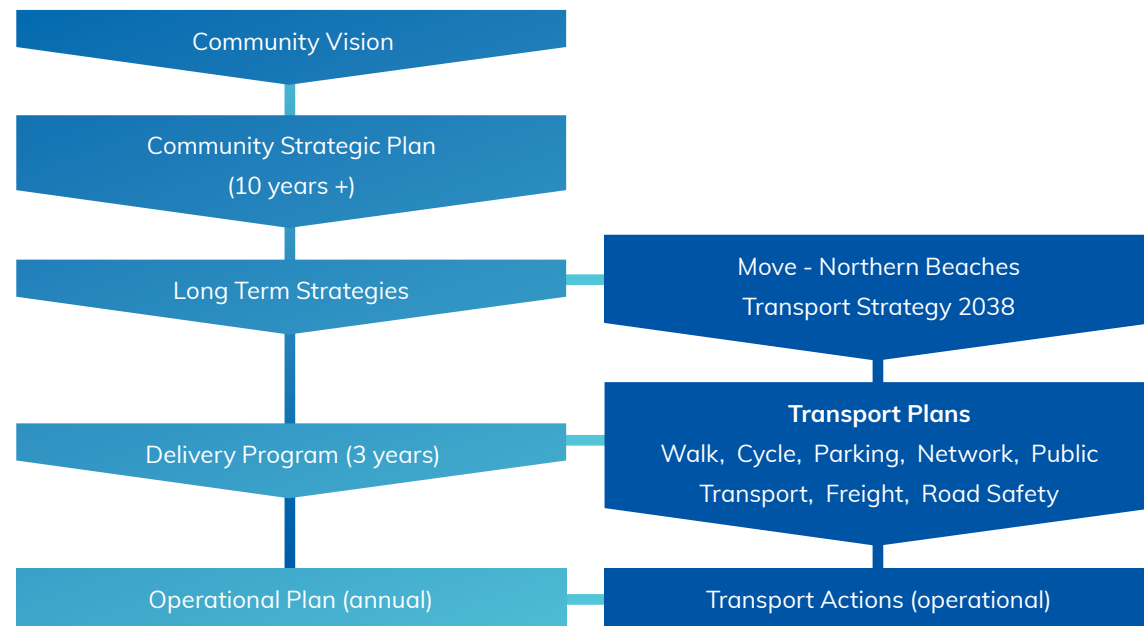 Community Vision
Community Strategic Plan
(10 years +)
Long Term Strategies
Move - Northern Beaches
Transport Strategy 2038
Transport Plans
Walk, Cycle, Parking, Network, Public
Transport, Freight, Road Safety
Delivery Program (3 years)
Operational Plan (annual)
Transport Actions (operational)